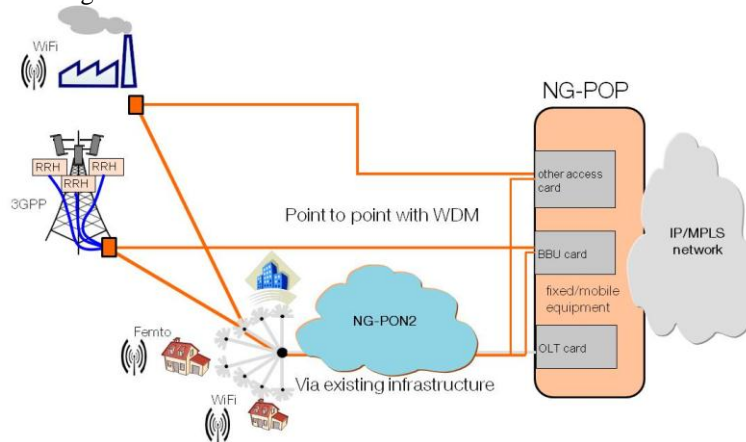 WiFi
NG-POP
RRH
RRH
RRH
3GPP
other access
card
Point to point with WDM
BBU card
IP/MPLS
network
fixed/mobile
equipment
NG-PON2
Femto
OLT card
Via existing infrastructure
WiFi